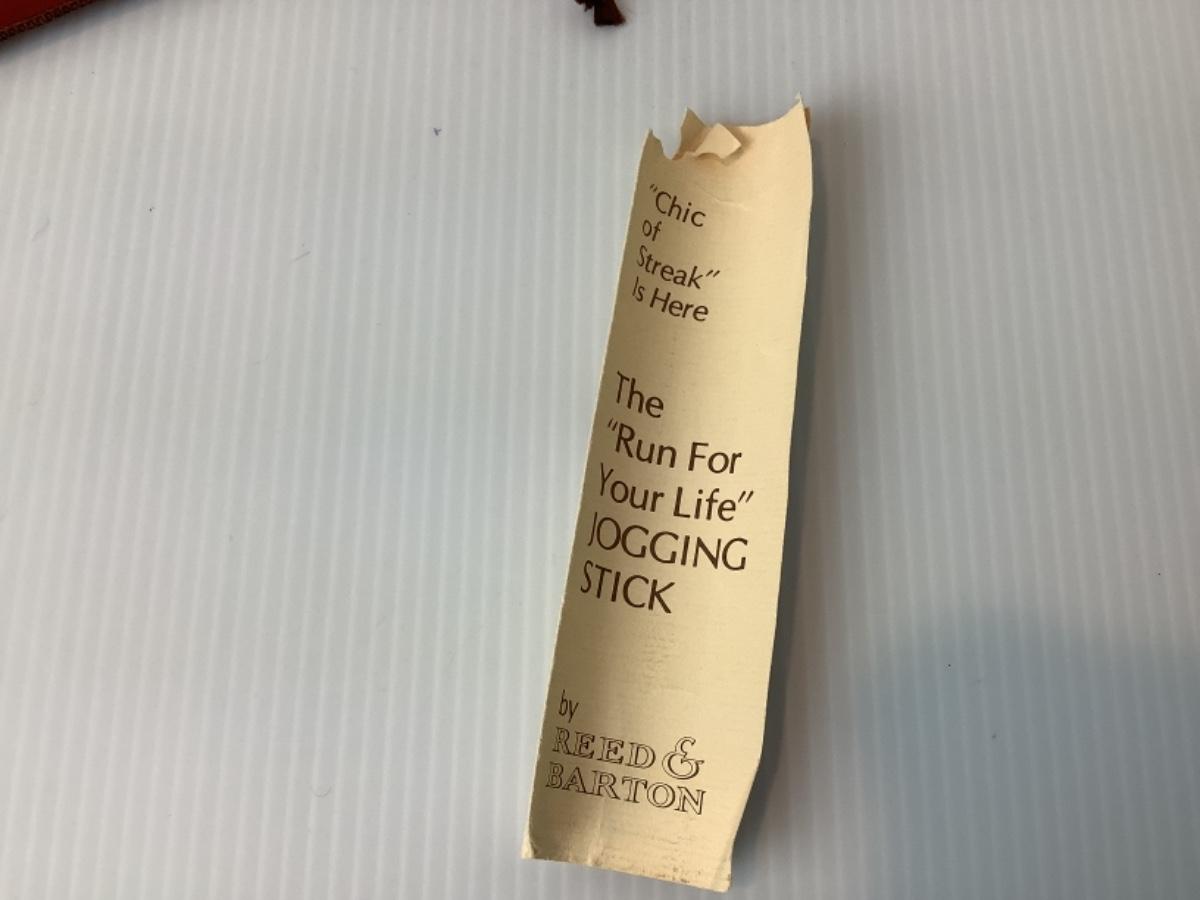 "Chic
of
Streak"
Is Here
The
"Run For
Your Life"
JOGGING
STICK
by
REED &
BARTON